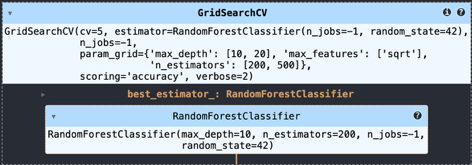 GridSearchCV
GridSearchCV(cv=5, estimator=RandomForestClassifier(n_jobs=-1, random_state=42),
n_jobs=-1,
param_grid={'max_depth': [10, 20], 'max_features': ['sqrt'],
'n_estimators': [200, 500]},
scoring='accuracy', verbose=2)
best_estimator_: RandomForestClassifier
RandomForestClassifier
RandomForestClassifier(max_depth=10, n_estimators=200, n_jobs=-1,
random_state=42)